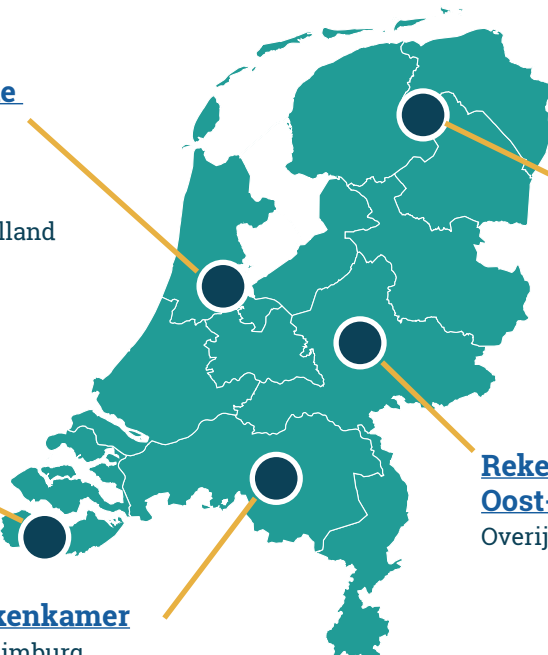 e
lland
Reke
Oost-
Overij
kenkamer
imburg